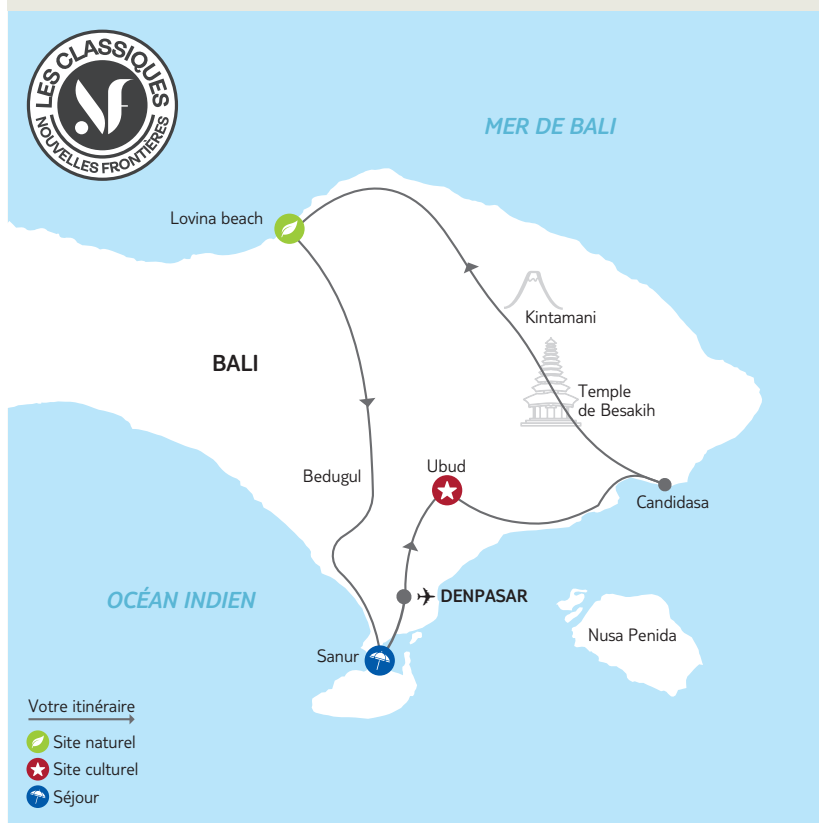 LES CLASSIQUES
NF
NOUVELLES FRONTIÈRES
MER DE BALI
Lovina beach
Kintamani
BALI
Temple
de Besakih
Ubud
Bedugul
Candidasa
OCÉAN INDIEN
DENPASAR
Nusa Penida
Sanur
Votre itinéraire
Site naturel
Site culturel
Séjour